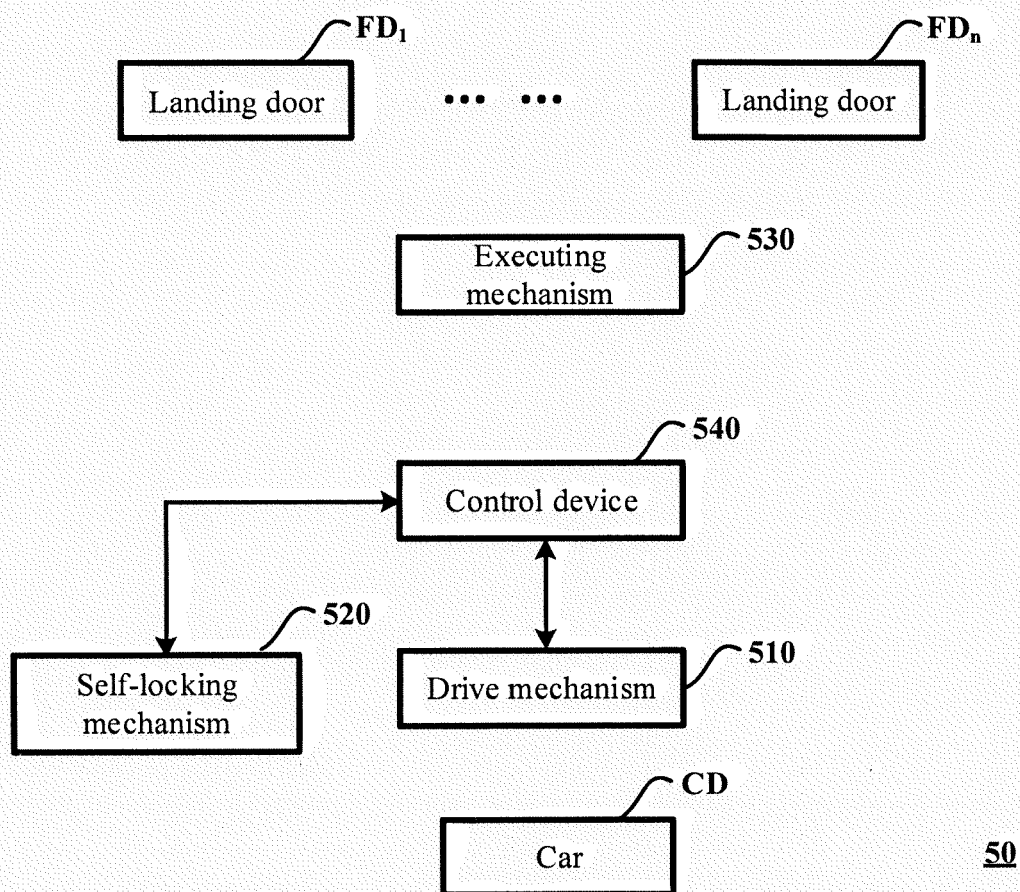 FD₁
FDₙ
Landing door
... ...
Landing door
530
Executing
mechanism
540
Control device
520
510
Self-locking
mechanism
Drive mechanism
CD
Car
50